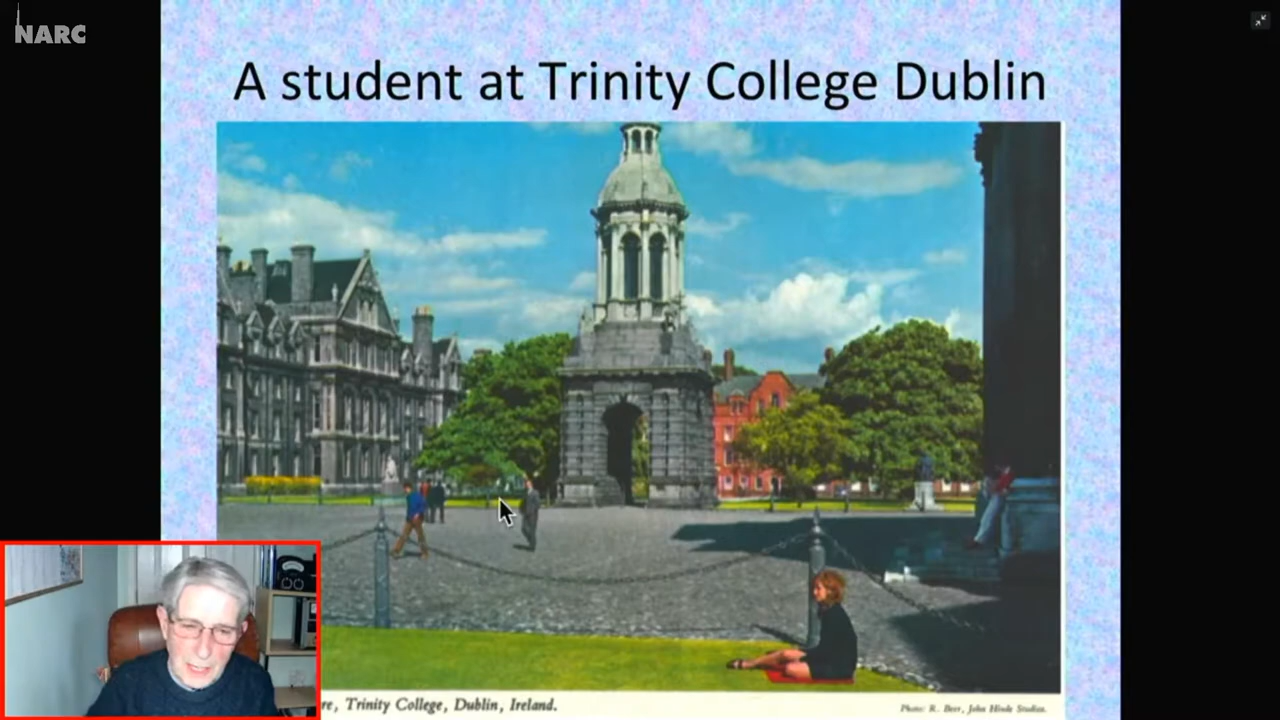 NARC
A student at Trinity College Dublin
re, Trinity College, Dublin, Ireland.
Photo: R. Beer, John Hinde Studios.